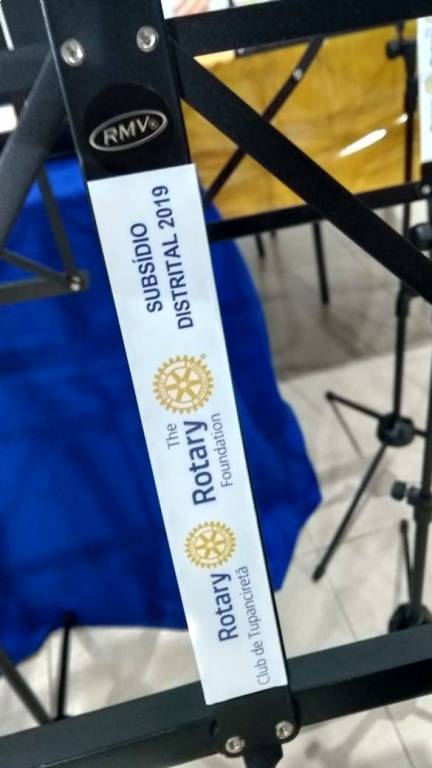 RMV®
SUBSÍDIO
DISTRITAL 2019
The
Rotary
Foundation
Rotary
Club de Tupanciretã